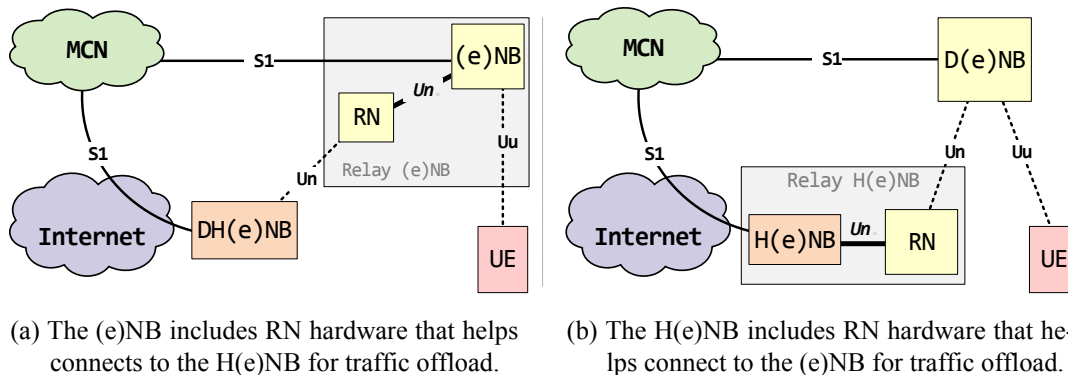 MCN
S1
(e)NB
Un.
RN
Uu
S1
Relay (e)NB
Un
DH(e)NB
Internet
UE
(a) The (e)NB includes RN hardware that helps
connects to the H(e)NB for traffic offload.
MCN
S1
D(e)NB
S1
Un
Uu
Relay H(e)NB
Internet
H(e)NB
Un.
RN
UE
(b) The H(e)NB includes RN hardware that he-
lps connect to the (e)NB for traffic offload.